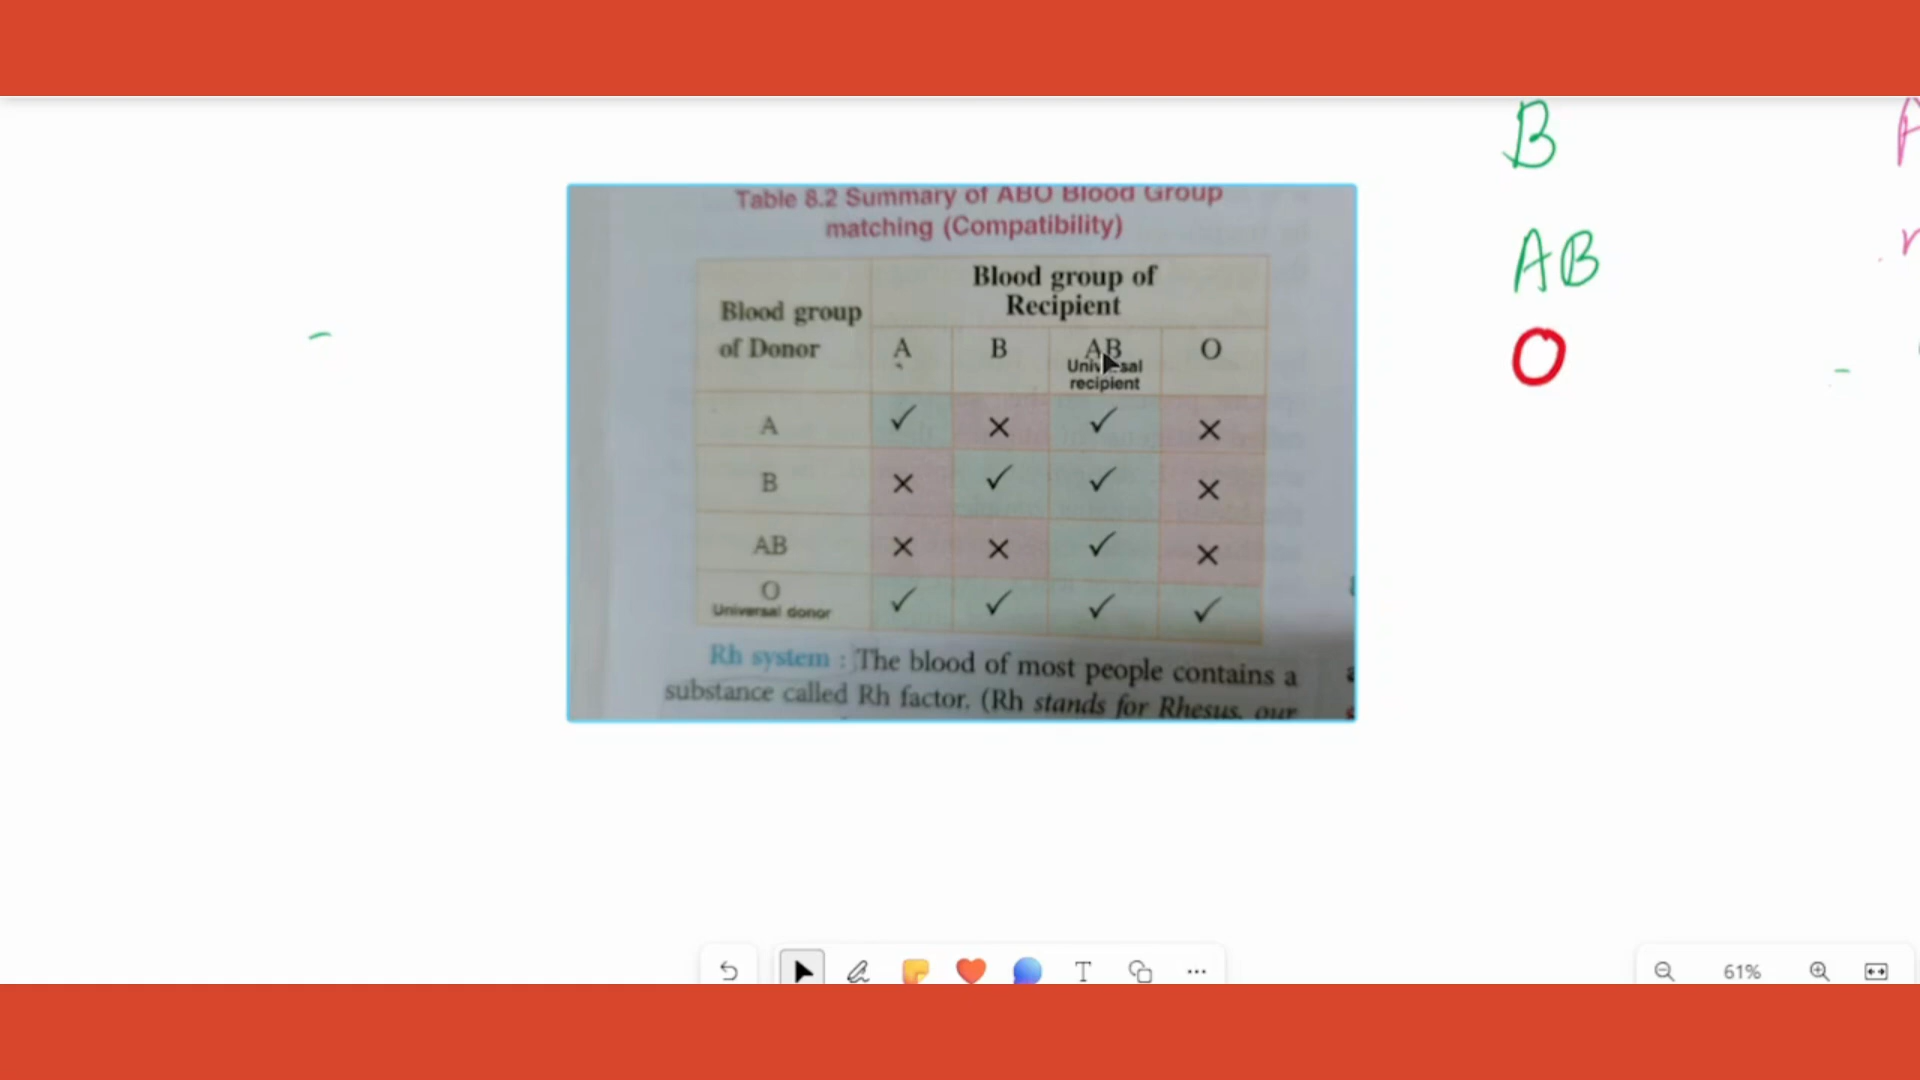 B
AB
O
Table 8.2 Summary of ABO Blood Group
matching (Compatibility)
Blood group
of Donor
Blood group of
Recipient
A B AB O
Universal
recipient
A ✓ × ✓ ×
B × ✓ ✓ ×
AB × × ✓ ×
O ✓ ✓ ✓ ✓
Universal donor
Rh system : The blood of most people contains a
substance called Rh factor. (Rh stands for Rhesus, our
T
61%